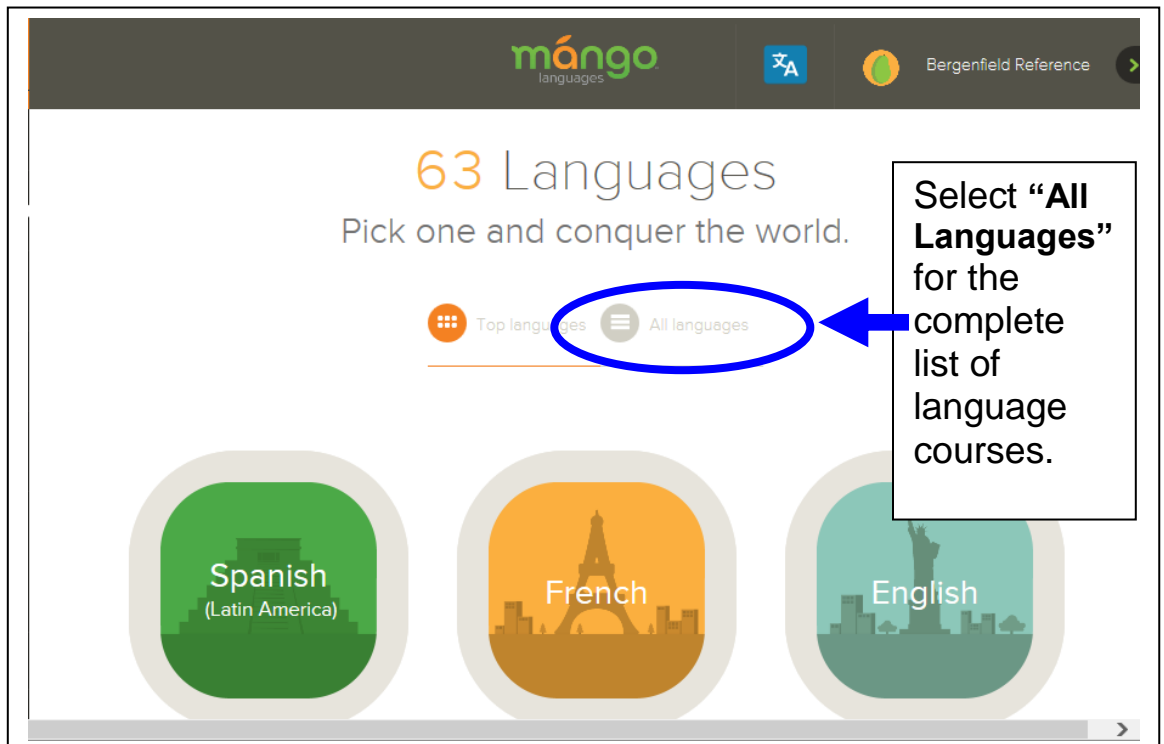 mángo
languages
Bergenfield Reference
63 Languages
Pick one and conquer the world.
Top languages
All languages
Select “All
Languages”
for the
complete
list of
language
courses.
Spanish
(Latin America)
French
English